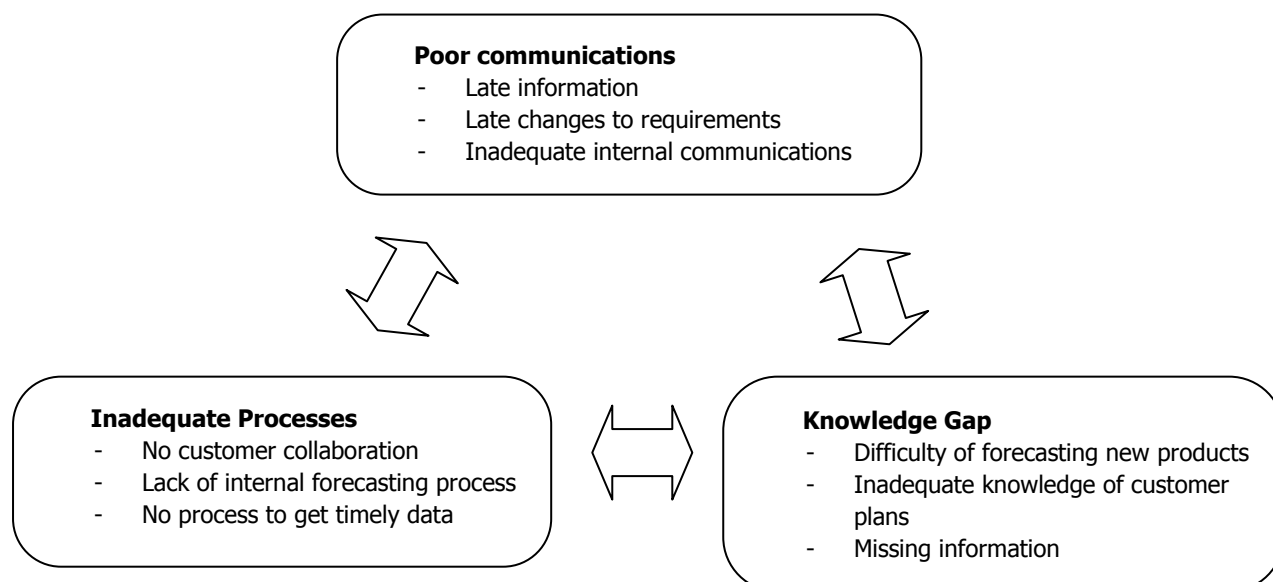 Poor communications
- Late information
- Late changes to requirements
- Inadequate internal communications
Inadequate Processes
- No customer collaboration
- Lack of internal forecasting process
- No process to get timely data
Knowledge Gap
- Difficulty of forecasting new products
- Inadequate knowledge of customer
plans
- Missing information